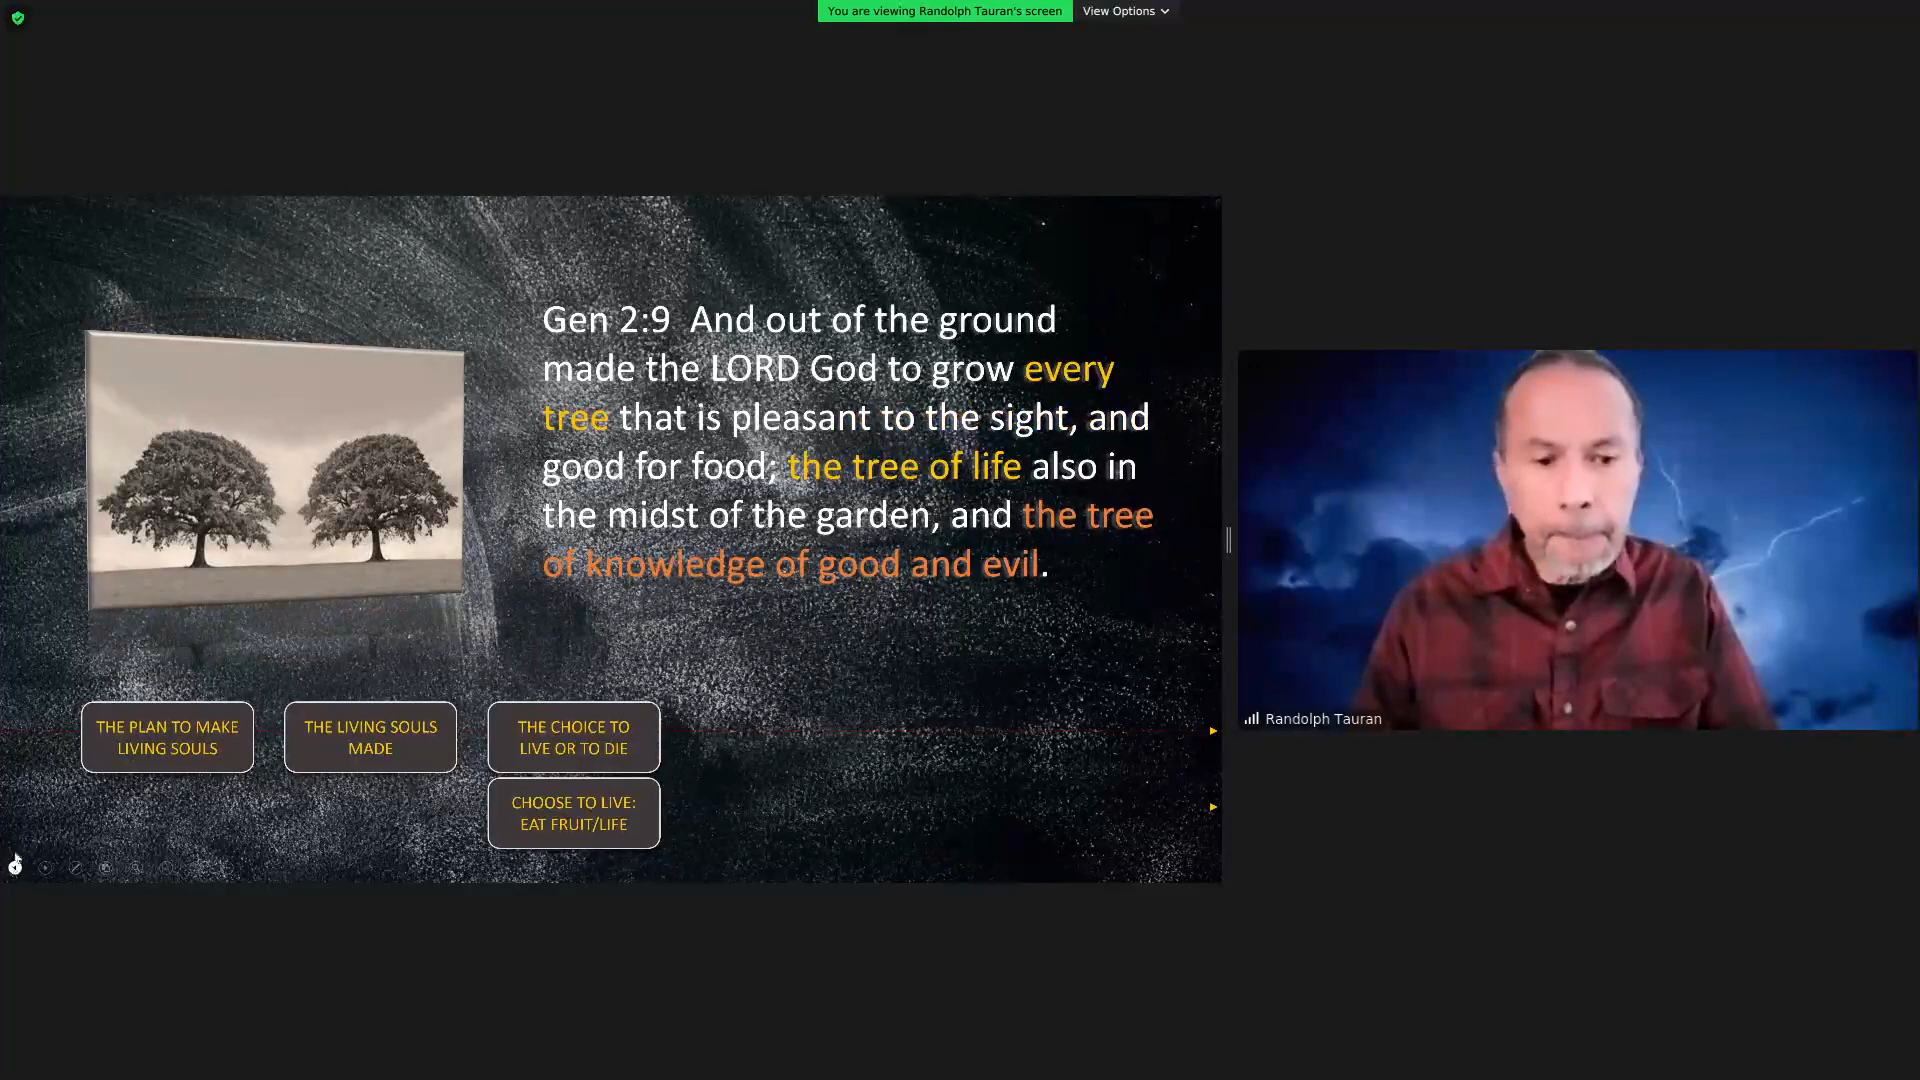 You are viewing Randolph Tauran's screen
View Options
Gen 2:9  And out of the ground
made the LORD God to grow every
tree that is pleasant to the sight, and
good for food; the tree of life also in
the midst of the garden, and the tree
of knowledge of good and evil.
THE PLAN TO MAKE
LIVING SOULS
THE LIVING SOULS
MADE
THE CHOICE TO
LIVE OR TO DIE
CHOOSE TO LIVE:
EAT FRUIT/LIFE
Randolph Tauran